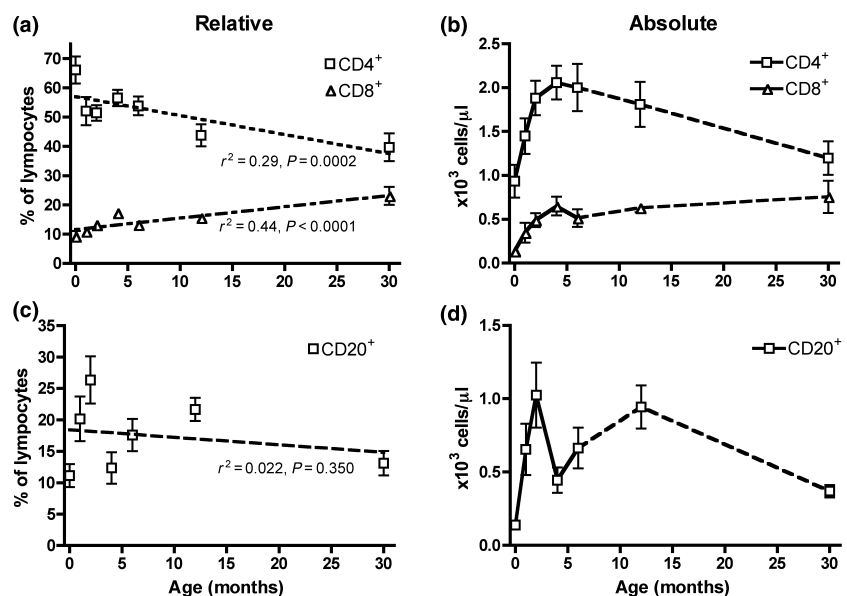 (a) Relative
70
60
50
40
30
20
10
0
% of lympocytes
CD4+
CD8+
r² = 0.29, P = 0.0002
r² = 0.44, P < 0.0001
0 5 10 15 20 25 30
(b) Absolute
2.5
2.0
1.5
1.0
0.5
0.0
x10³ cells/µl
CD4+
CD8+
0 5 10 15 20 25 30
(c)
35
30
25
20
15
10
5
0
% of lympocytes
CD20+
r² = 0.022, P = 0.350
0 5 10 15 20 25 30
Age (months)
(d)
1.5
1.0
0.5
0.0
x10³ cells/µl
CD20+
0 5 10 15 20 25 30
Age (months)